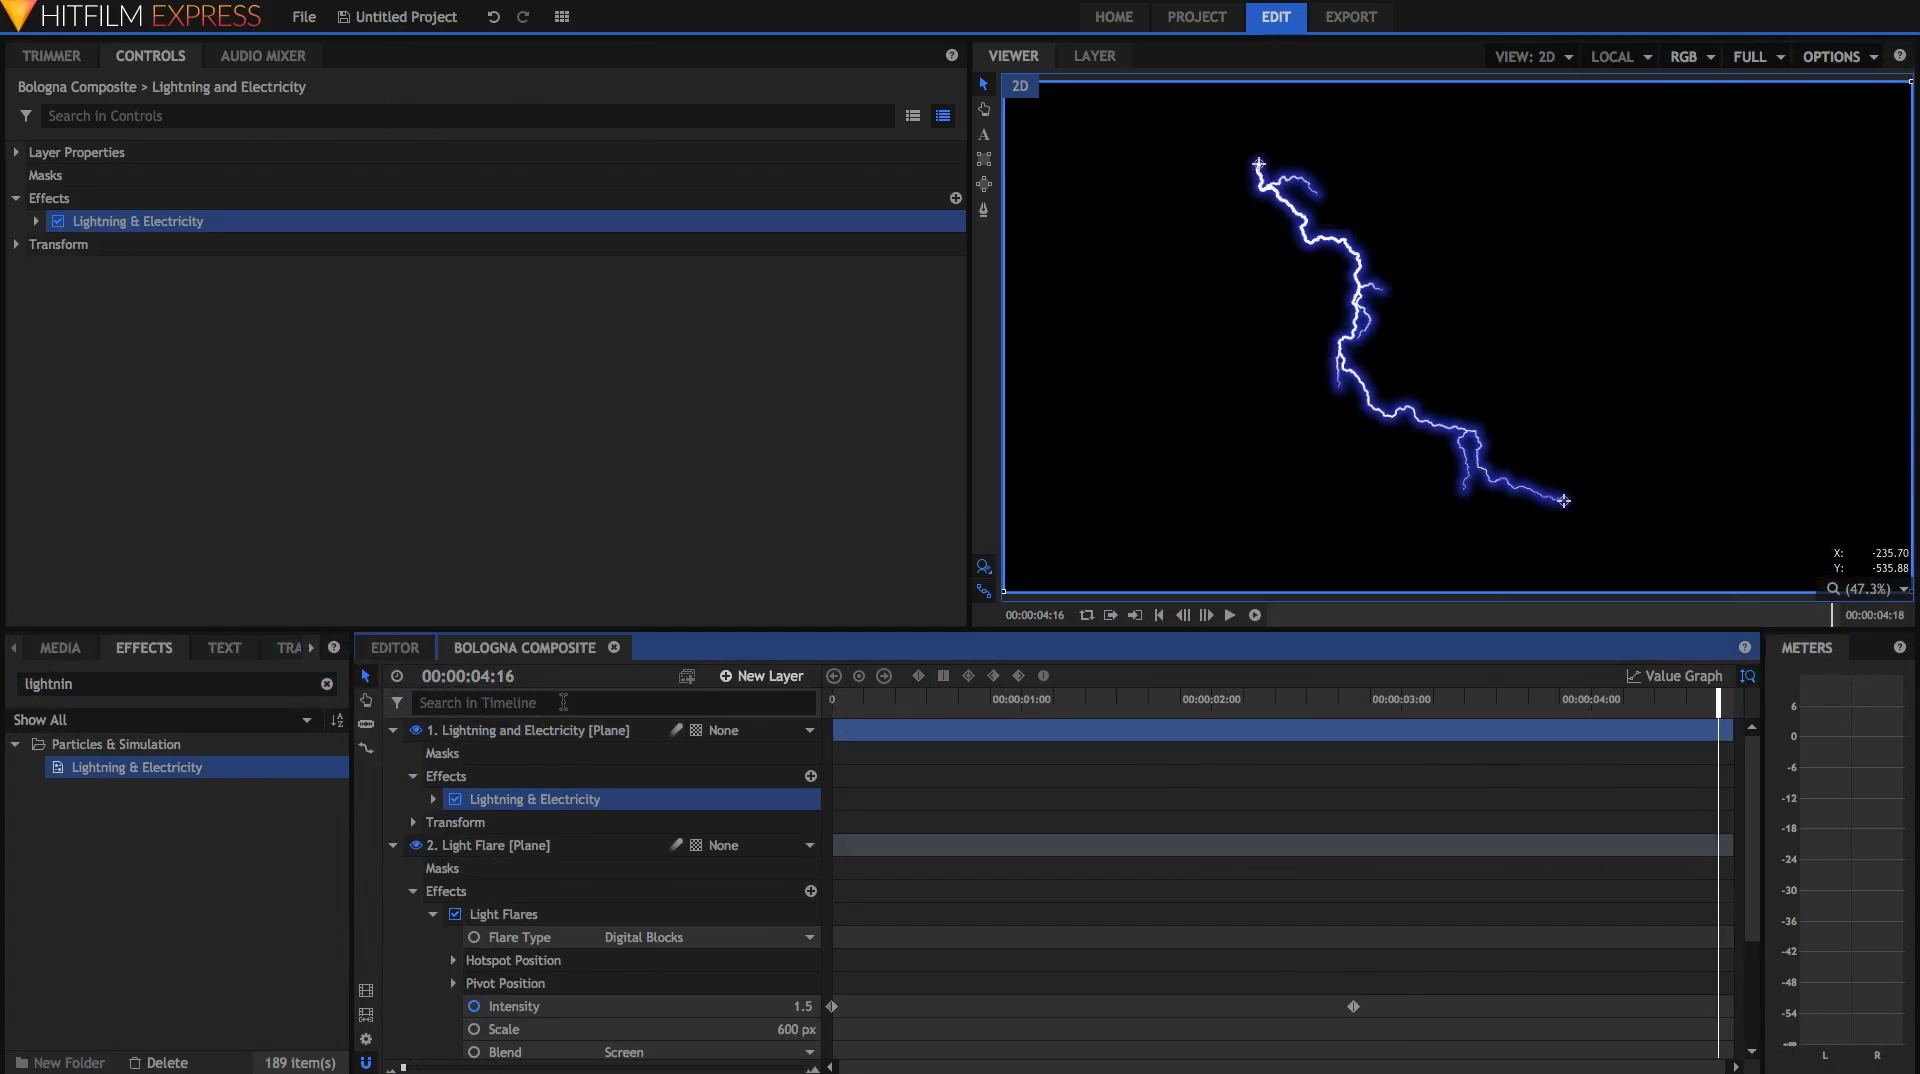 HITFILM EXPRESS File Untitled Project HOME PROJECT EDIT EXPORT
TRIMMER CONTROLS AUDIO MIXER
Bologna Composite > Lightning and Electricity
Search in Controls
Layer Properties
Masks
Effects
Lightning & Electricity
Transform
VIEWER LAYER VIEW: 2D LOCAL RGB FULL OPTIONS
2D
A
X: -235.70
Y: -535.88
(47.3%)
00:00:04:16 00:00:04:18
MEDIA EFFECTS TEXT TRA
lightnin
Show All
Particles & Simulation
Lightning & Electricity
New Folder Delete 189 item(s)
EDITOR BOLOGNA COMPOSITE
00:00:04:16 New Layer Value Graph
Search in Timeline
0 00:00:01:00 00:00:02:00 00:00:03:00 00:00:04:00
1. Lightning and Electricity [Plane] None
Masks
Effects
Lightning & Electricity
Transform
2. Light Flare [Plane] None
Masks
Effects
Light Flares
Flare Type Digital Blocks
Hotspot Position
Pivot Position
Intensity 1.5
Scale 600 px
Blend Screen
METERS
6
0
-6
-12
-18
-24
-30
-36
-42
-48
-54
-∞
L R